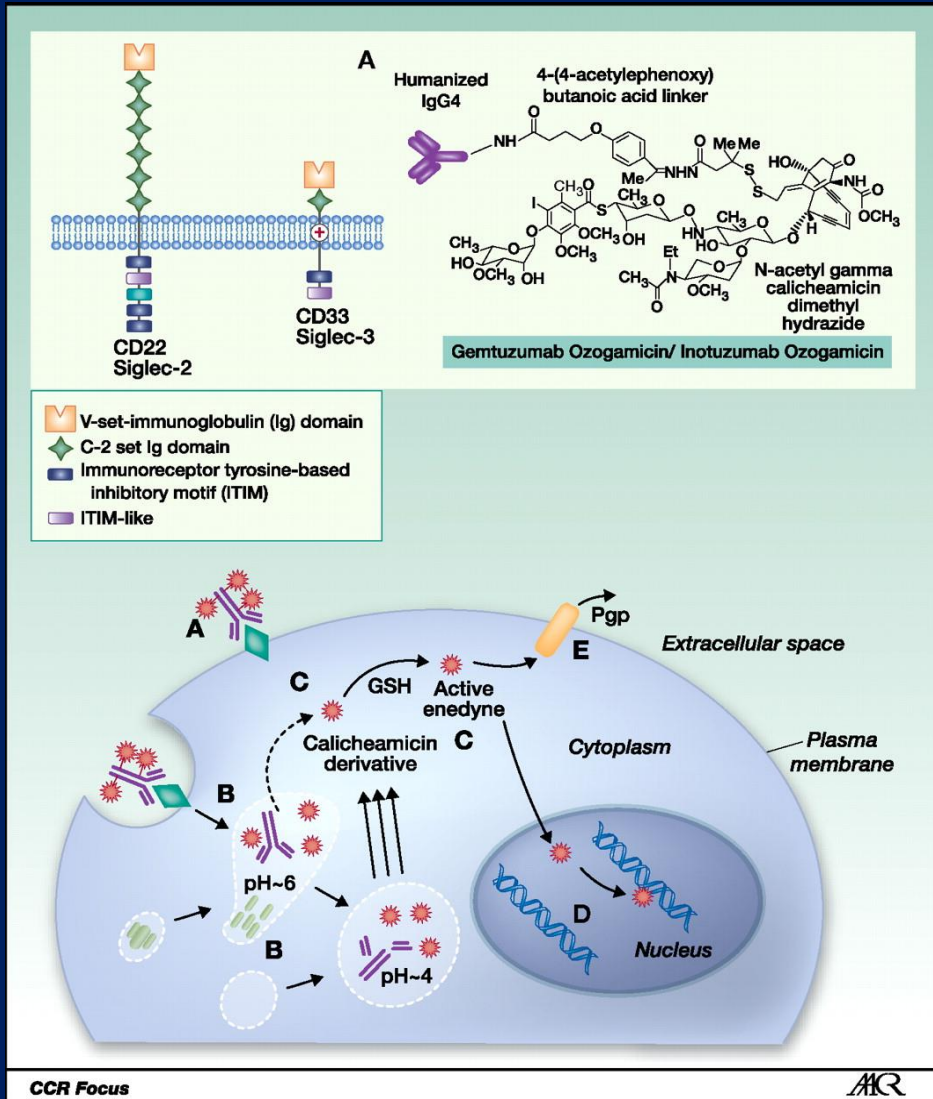 A
Humanized
IgG4
4-(4-acetylephenoxy)
butanoic acid linker
NH
O
O
Me
NHN
O
Me
Me
S
S
HO
O
NH
O
O
OCH3
H
O
CH3
I
O
S
CH3
O
OCH3
OCH3
OH
O
HN
CH3
O
HO
O
O
CH3
HO
OCH3
OH
O
Et
N
CH3
O
O
OCH3
N-acetyl gamma
calicheamicin
dimethyl
hydrazide
Gemtuzumab Ozogamicin/ Inotuzumab Ozogamicin
+
CD22
Siglec-2
CD33
Siglec-3
V-set-immunoglobulin (Ig) domain
C-2 set Ig domain
Immunoreceptor tyrosine-based
inhibitory motif (ITIM)
ITIM-like
A
Pgp
E
Extracellular space
C
GSH
Active
enedyne
C
Calicheamicin
derivative
Cytoplasm
Plasma
membrane
B
pH~6
B
pH~4
D
Nucleus
CCR Focus
AACR